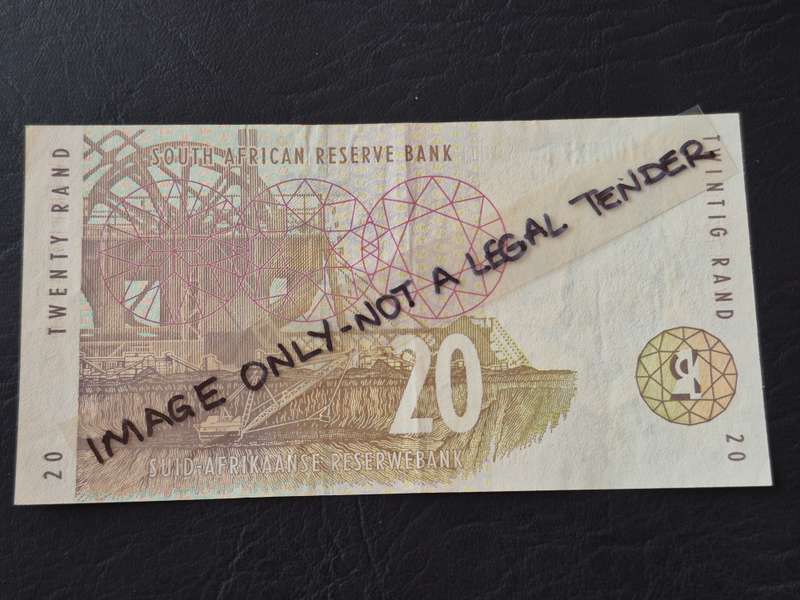 SOUTH AFRICAN RESERVE BANK
TWENTY RAND
TWINTIG RAND
IMAGE ONLY-NOT A LEGAL TENDER
20
SUID-AFRIKAANSE RESERWEBANK
20
20